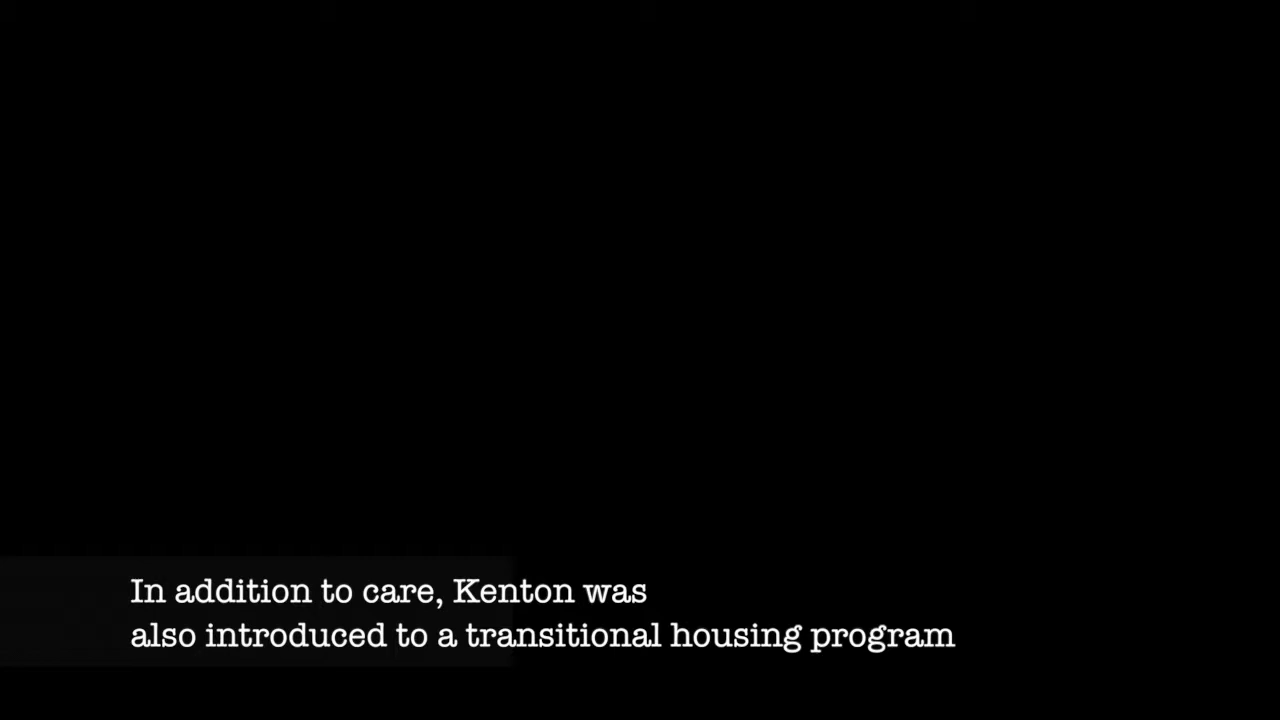 In addition to care, Kenton was
also introduced to a transitional housing program